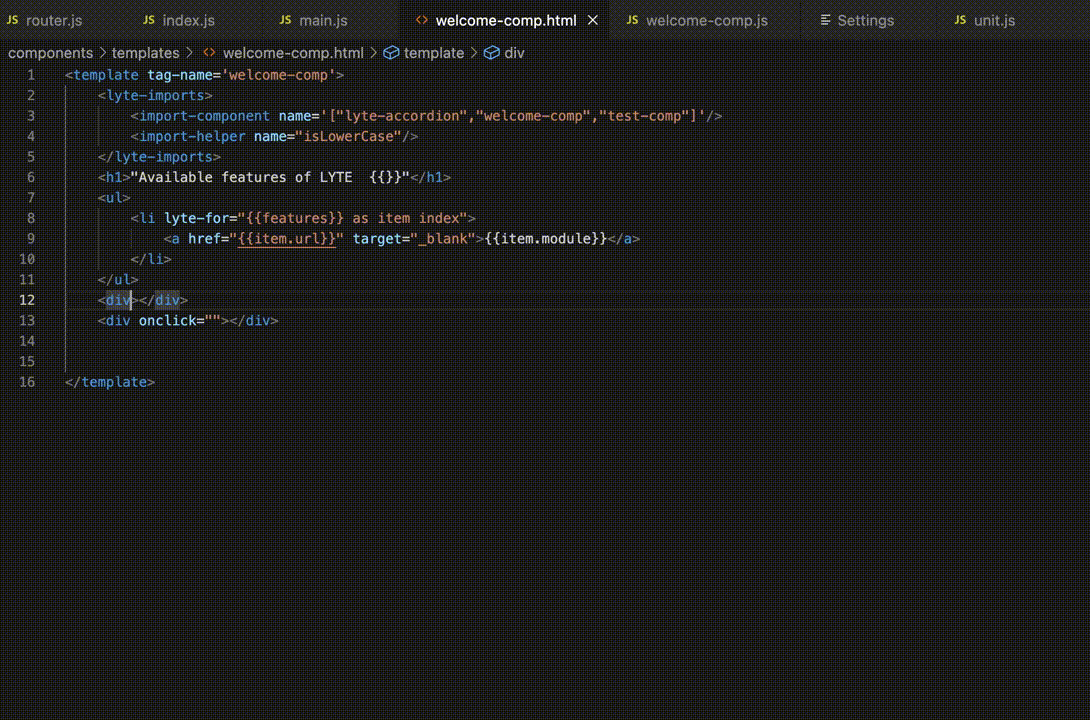 JS router.js JS index.js JS main.js <> welcome-comp.html × JS welcome-comp.js Settings JS unit.js
components > templates > <> welcome-comp.html > template > div
1 <template tag-name='welcome-comp'>
2 <lyte-imports>
3 <import-component name='["lyte-accordion","welcome-comp","test-comp"]'/>
4 <import-helper name="isLowerCase"/>
5 </lyte-imports>
6 <h1>"Available features of LYTE  {{}}"</h1>
7 <ul>
8 <li lyte-for="{{features}} as item index">
9 <a href="{{item.url}}" target="_blank">{{item.module}}</a>
10 </li>
11 </ul>
12 <div></div>
13 <div onclick=""></div>
14
15
16 </template>